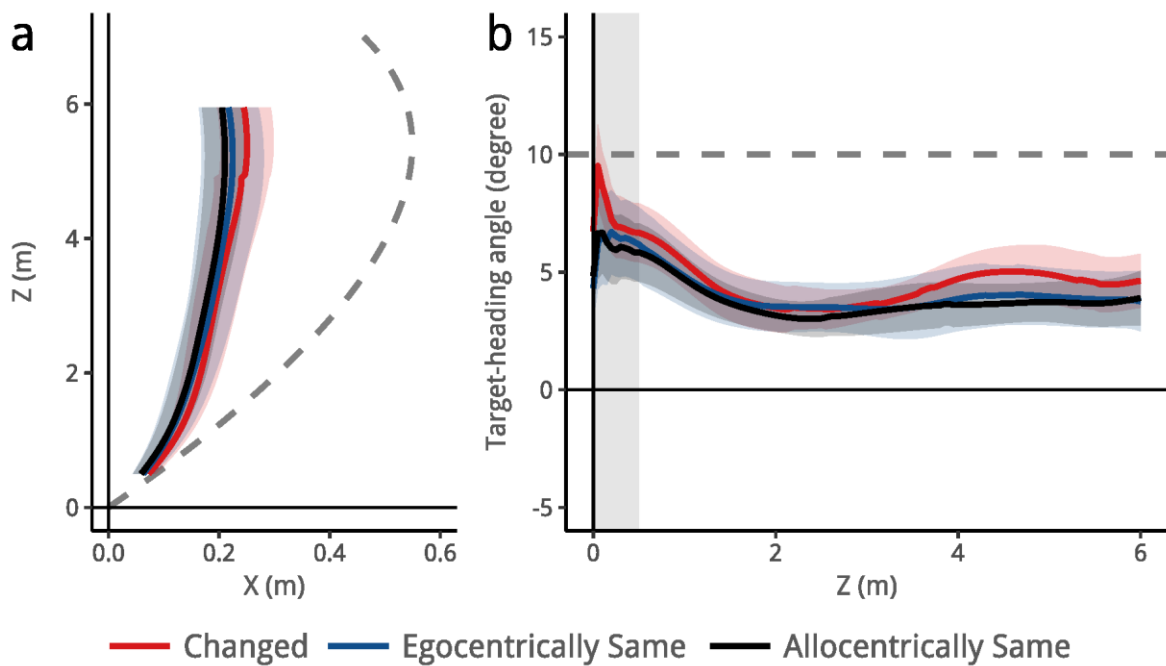 a
Z (m)
6
4
2
0
0.0 0.2 0.4 0.6
X (m)
b
Target-heading angle (degree)
15
10
5
0
-5
0 2 4 6
Z (m)
Changed Egocentrically Same Allocentrically Same